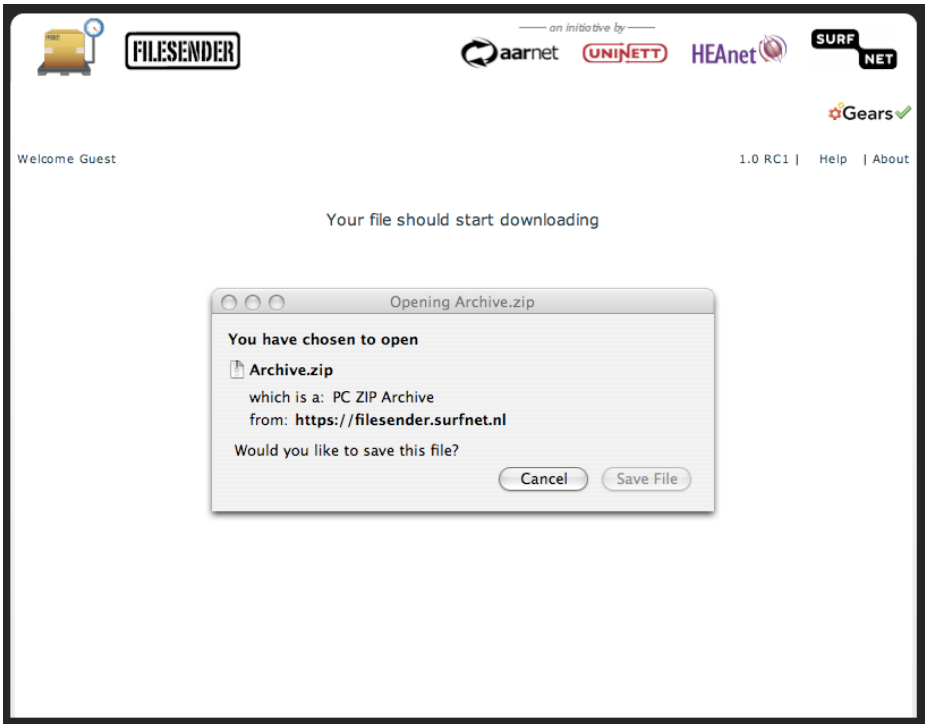 an initiative by
FILESENDER
aarnet
UNINETT
HEAnet
SURF
NET
Gears
Welcome Guest
1.0 RC1 | Help | About
Your file should start downloading
Opening Archive.zip
You have chosen to open
Archive.zip
which is a: PC ZIP Archive
from: https://filesender.surfnet.nl
Would you like to save this file?
Cancel Save File